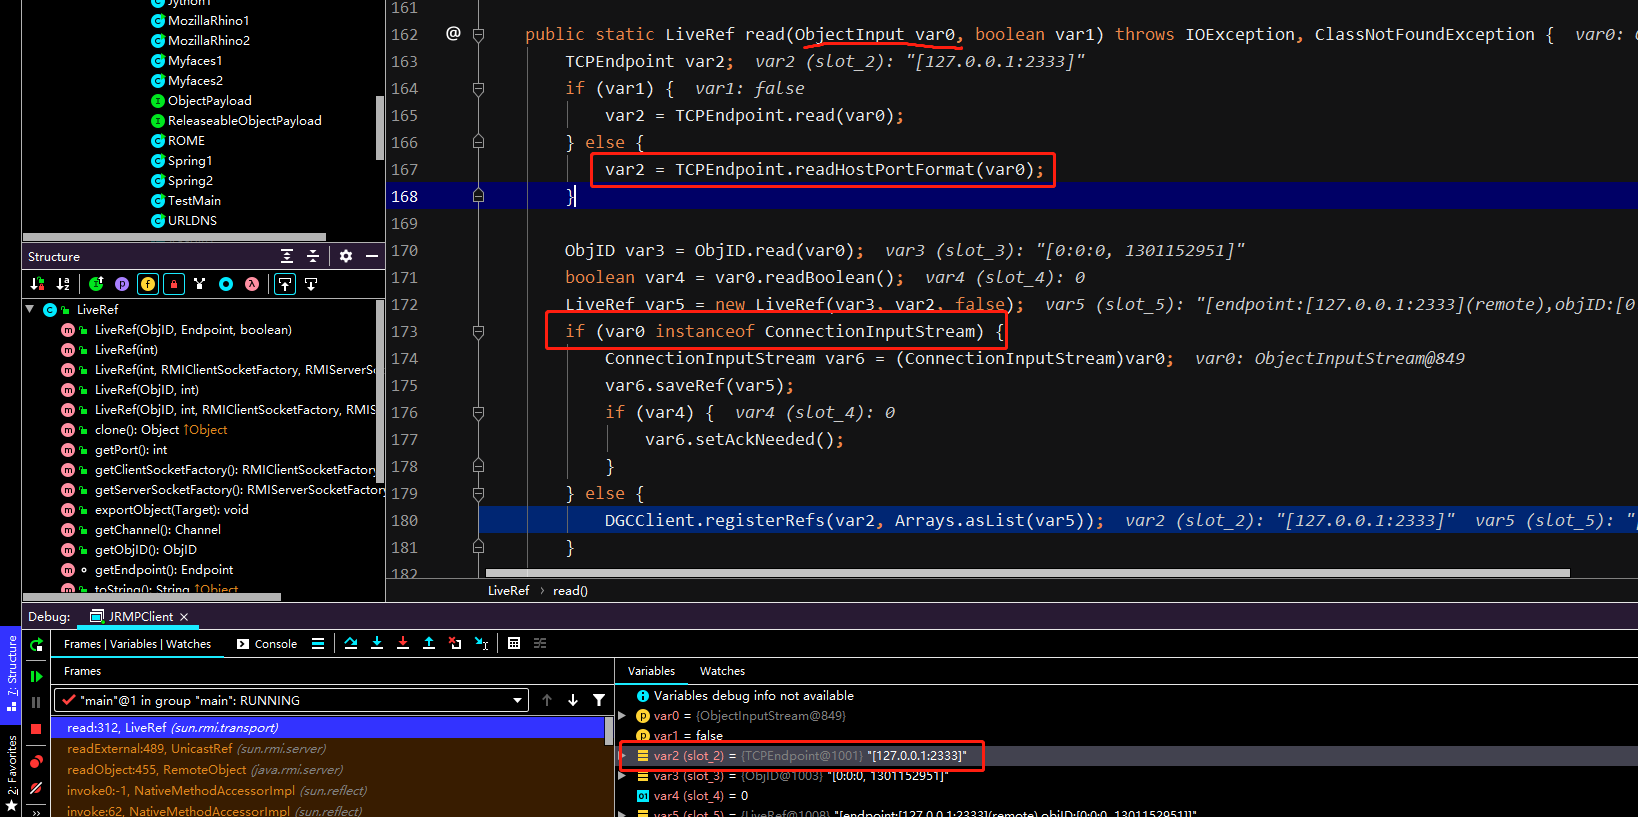 Jython1
MozillaRhino1
MozillaRhino2
Myfaces1
Myfaces2
ObjectPayload
ReleaseableObjectPayload
ROME
Spring1
Spring2
TestMain
URLDNS
Structure
LiveRef
LiveRef(ObjID, Endpoint, boolean)
LiveRef(int)
LiveRef(int, RMIClientSocketFactory, RMIServerSo
LiveRef(ObjID, int)
LiveRef(ObjID, int, RMIClientSocketFactory, RMIS
clone(): Object ↑Object
getPort(): int
getClientSocketFactory(): RMIClientSocketFactory
getServerSocketFactory(): RMIServerSocketFactory
exportObject(Target): void
getChannel(): Channel
getObjID(): ObjID
getEndpoint(): Endpoint
toString(): String ↑Object
161
162 @ public static LiveRef read(ObjectInput var0, boolean var1) throws IOException, ClassNotFoundException { var0:
163 TCPEndpoint var2; var2 (slot_2): "[127.0.0.1:2333]"
164 if (var1) { var1: false
165 var2 = TCPEndpoint.read(var0);
166 } else {
167 var2 = TCPEndpoint.readHostPortFormat(var0);
168 }
169
170 ObjID var3 = ObjID.read(var0); var3 (slot_3): "[0:0:0, 1301152951]"
171 boolean var4 = var0.readBoolean(); var4 (slot_4): 0
172 LiveRef var5 = new LiveRef(var3, var2, false); var5 (slot_5): "[endpoint:[127.0.0.1:2333](remote),objID:[0
173 if (var0 instanceof ConnectionInputStream) {
174 ConnectionInputStream var6 = (ConnectionInputStream)var0; var0: ObjectInputStream@849
175 var6.saveRef(var5);
176 if (var4) { var4 (slot_4): 0
177 var6.setAckNeeded();
178 }
179 } else {
180 DGCClient.registerRefs(var2, Arrays.asList(var5)); var2 (slot_2): "[127.0.0.1:2333]" var5 (slot_5): "[
181 }
182
LiveRef › read()
Debug: JRMPClient ×
7: Structure
2: Favorites
Frames | Variables | Watches Console
Frames
"main"@1 in group "main": RUNNING
read:312, LiveRef (sun.rmi.transport)
readExternal:489, UnicastRef (sun.rmi.server)
readObject:455, RemoteObject (java.rmi.server)
invoke0:-1, NativeMethodAccessorImpl (sun.reflect)
invoke:62, NativeMethodAccessorImpl (sun.reflect)
Variables Watches
Variables debug info not available
var0 = {ObjectInputStream@849}
var1 = false
var2 (slot_2) = {TCPEndpoint@1001} "[127.0.0.1:2333]"
var3 (slot_3) = {ObjID@1003} "[0:0:0, 1301152951]"
var4 (slot_4) = 0
var5 (slot_5) = {LiveRef@1008} "[endpoint:[127.0.0.1:2333](remote),objID:[0:0:0, 1301152951]]"